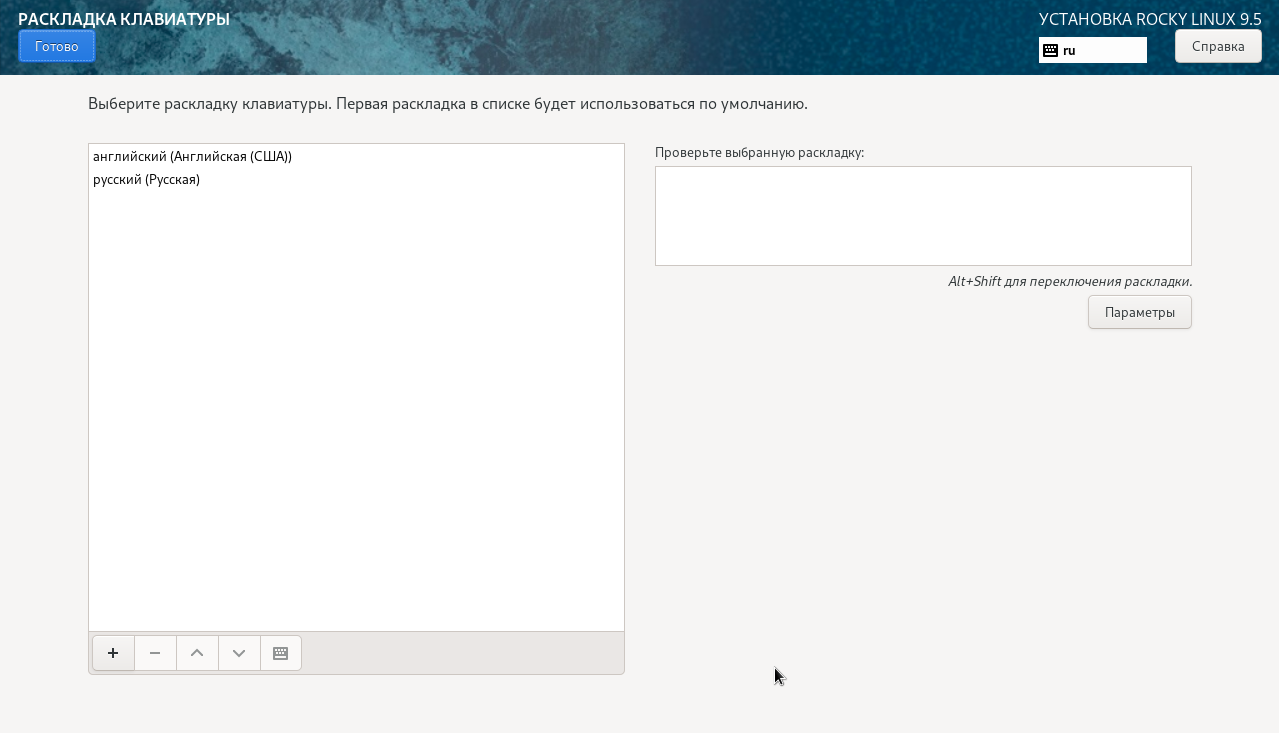 РАСКЛАДКА КЛАВИАТУРЫ
УСТАНОВКА ROCKY LINUX 9.5
Готово
ru
Справка
Выберите раскладку клавиатуры. Первая раскладка в списке будет использоваться по умолчанию.
английский (Английская (США))
русский (Русская)
Проверьте выбранную раскладку:
Alt+Shift для переключения раскладки.
Параметры